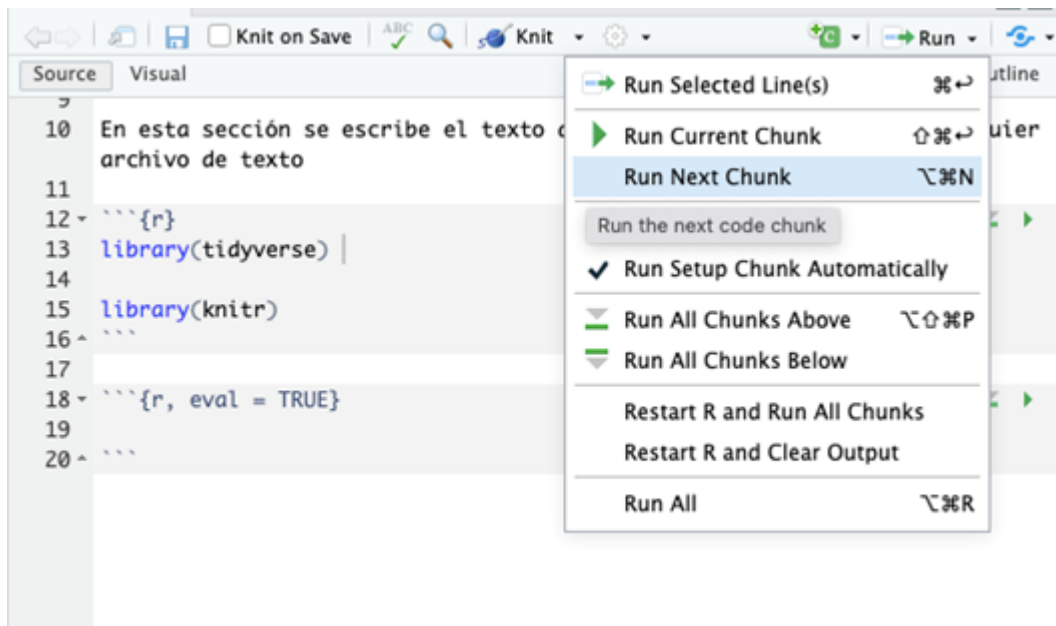 Knit on Save ABC Knit Run
Source Visual utline
9
10 En esta sección se escribe el texto uier
archivo de texto
11
12 ```{r}
13 library(tidyverse)
14
15 library(knitr)
16 ```
17
18 ```{r, eval = TRUE}
19
20 ```
Run Selected Line(s) ⌘↩
Run Current Chunk ⇧⌘↩
Run Next Chunk ⌥⌘N
Run the next code chunk
Run Setup Chunk Automatically
Run All Chunks Above ⌥⇧⌘P
Run All Chunks Below
Restart R and Run All Chunks
Restart R and Clear Output
Run All ⌥⌘R